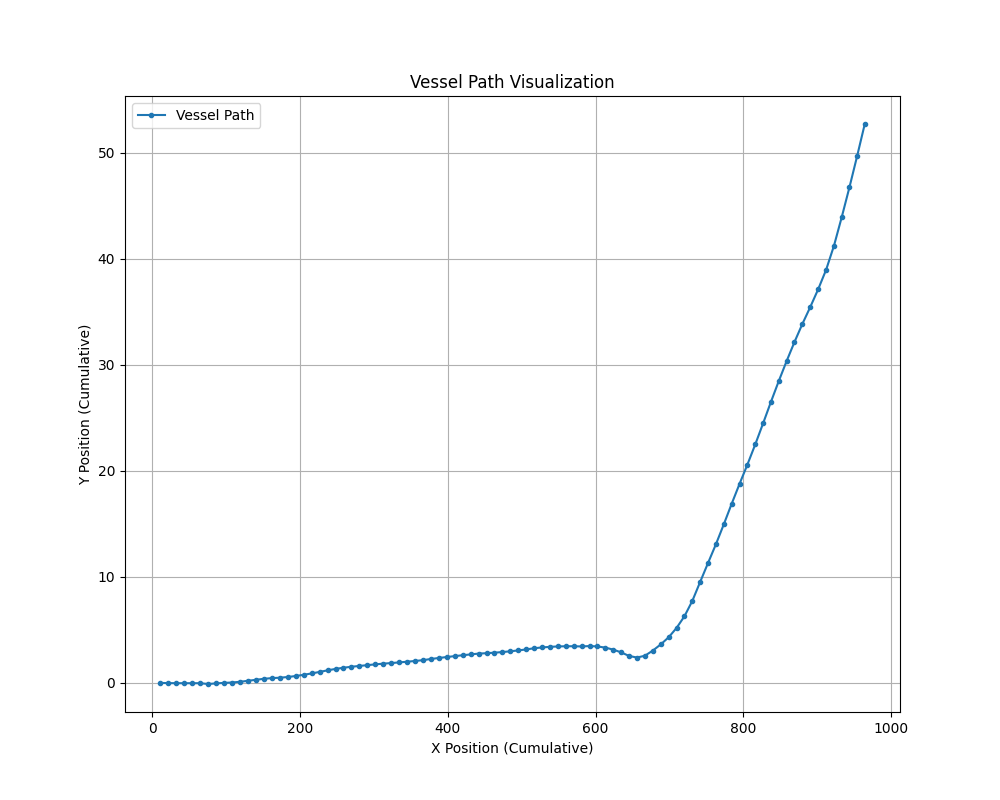 Vessel Path Visualization
Vessel Path
50
40
30
20
10
0
Y Position (Cumulative)
0 200 400 600 800 1000
X Position (Cumulative)